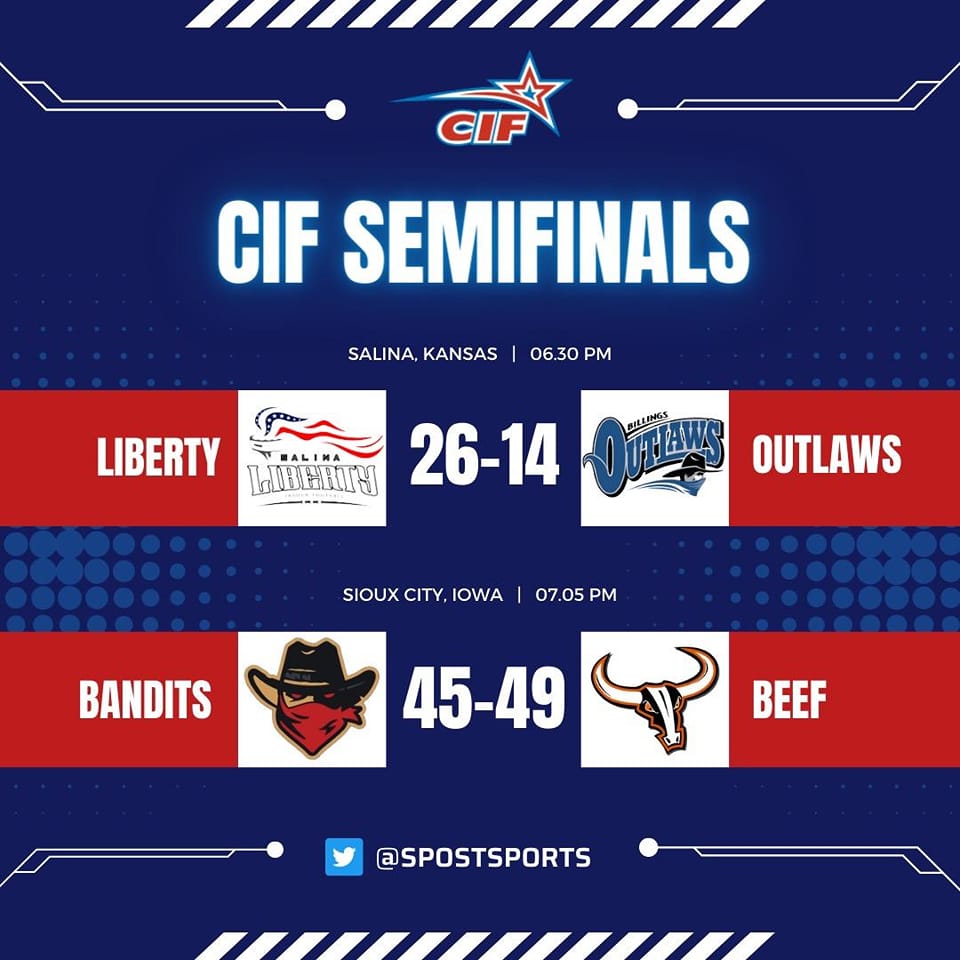 CIF
CIF SEMIFINALS
SALINA, KANSAS | 06.30 PM
LIBERTY
SALINA
LIBERTY
26-14
BILLINGS
OUTLAWS
OUTLAWS
SIOUX CITY, IOWA | 07.05 PM
BANDITS
45-49
BEEF
@SPOSTSPORTS